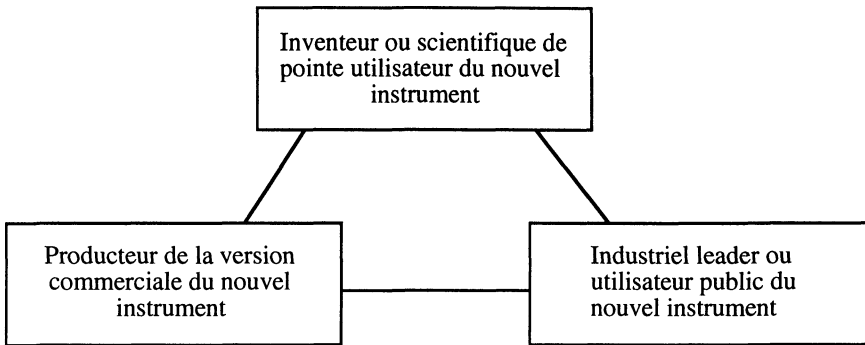 Inventeur ou scientifique de
pointe utilisateur du nouvel
instrument
Producteur de la version
commerciale du nouvel
instrument
Industriel leader ou
utilisateur public du
nouvel instrument